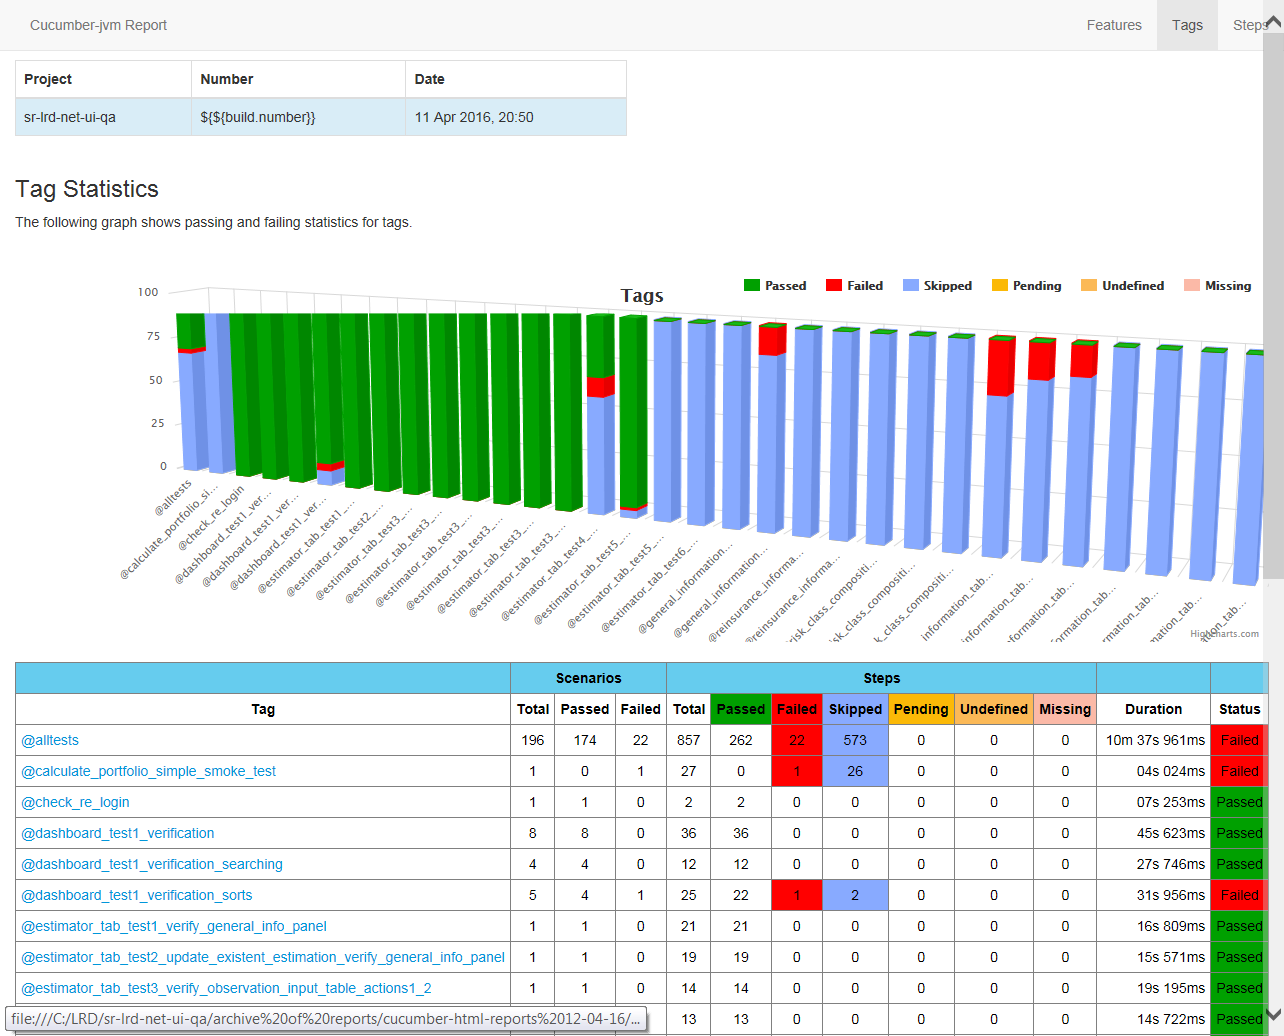 Cucumber-jvm Report Features Tags Steps
Project Number Date
sr-lrd-net-ui-qa ${${build.number}} 11 Apr 2016, 20:50
Tag Statistics
The following graph shows passing and failing statistics for tags.
Tags
Passed Failed Skipped Pending Undefined Missing
100
75
50
25
0
@alltests
@calculate_portfolio_si...
@check_re_login
@dashboard_test1_ver...
@dashboard_test1_ver...
@dashboard_test1_ver...
@estimator_tab_test1_...
@estimator_tab_test2_...
@estimator_tab_test3_...
@estimator_tab_test3_...
@estimator_tab_test3_...
@estimator_tab_test3_...
@estimator_tab_test3_...
@estimator_tab_test3_...
@estimator_tab_test4_...
@estimator_tab_test5_...
@estimator_tab_test5_...
@estimator_tab_test6_...
@general_information...
@general_information...
@reinsurance_informa...
@reinsurance_informa...
risk_class_compositi...
sk_class_compositi...
k_class_compositi...
information_tab...
information_tab...
formation_tab...
ormation_tab...
rmation_tab...
mation_tab...
ation_tab...
Highcharts.com
Scenarios Steps
Tag Total Passed Failed Total Passed Failed Skipped Pending Undefined Missing Duration Status
@alltests 196 174 22 857 262 22 573 0 0 0 10m 37s 961ms Failed
@calculate_portfolio_simple_smoke_test 1 0 1 27 0 1 26 0 0 0 04s 024ms Failed
@check_re_login 1 1 0 2 2 0 0 0 0 0 07s 253ms Passed
@dashboard_test1_verification 8 8 0 36 36 0 0 0 0 0 45s 623ms Passed
@dashboard_test1_verification_searching 4 4 0 12 12 0 0 0 0 0 27s 746ms Passed
@dashboard_test1_verification_sorts 5 4 1 25 22 1 2 0 0 0 31s 956ms Failed
@estimator_tab_test1_verify_general_info_panel 1 1 0 21 21 0 0 0 0 0 16s 809ms Passed
@estimator_tab_test2_update_existent_estimation_verify_general_info_panel 1 1 0 19 19 0 0 0 0 0 15s 571ms Passed
@estimator_tab_test3_verify_observation_input_table_actions1_2 1 1 0 14 14 0 0 0 0 0 19s 195ms Passed
file:///C:/LRD/sr-lrd-net-ui-qa/archive%20of%20reports/cucumber-html-reports%2012-04-16/... 13 13 0 0 0 0 0 14s 722ms Passed